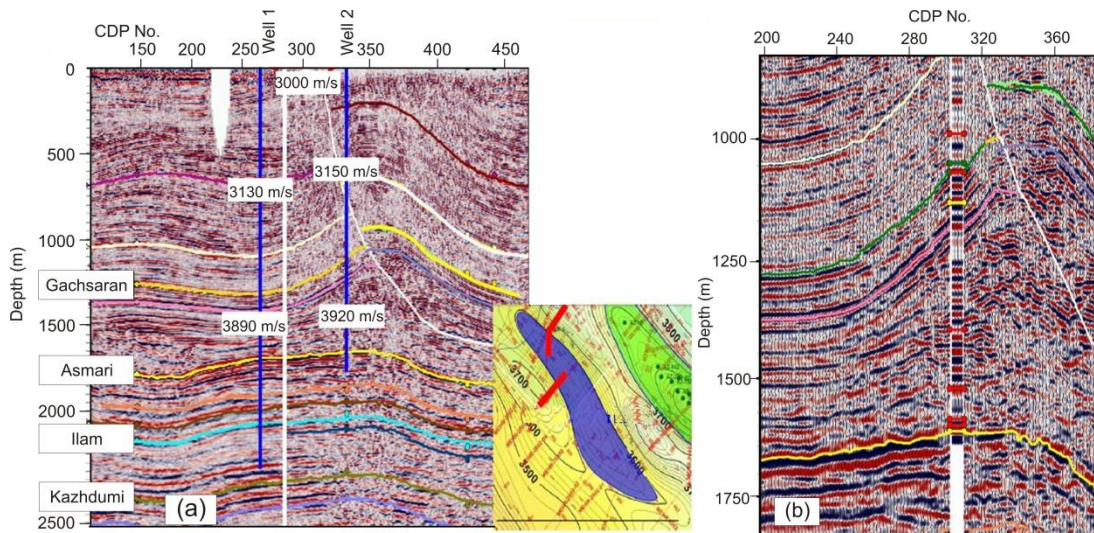 CDP No.
Well 1
Well 2
150 200 250 300 350 400 450
0
500
1000
1500
2000
2500
Depth (m)
3000 m/s
3130 m/s
3150 m/s
3890 m/s
3920 m/s
Gachsaran
Asmari
Ilam
Kazhdumi
(a)
3800
3700
3700
3500
CDP No.
200 240 280 300 320 360
1000
1250
1500
1750
Depth (m)
(b)